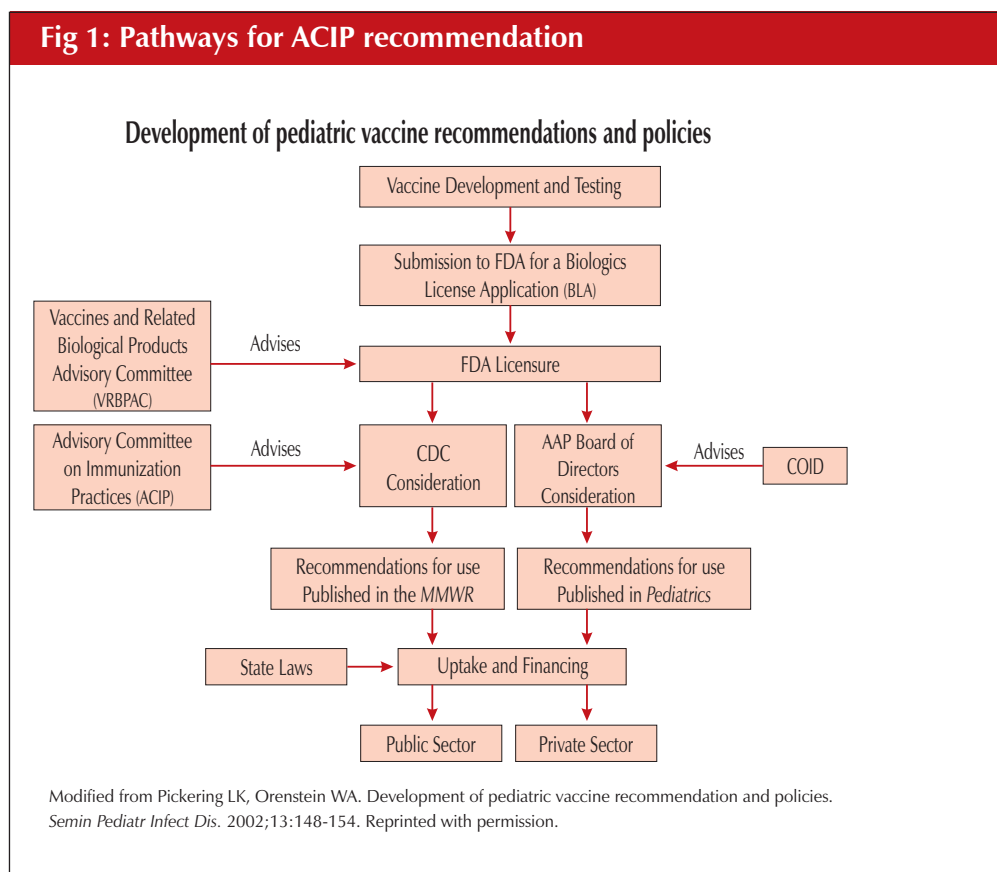 Fig 1: Pathways for ACIP recommendation
Development of pediatric vaccine recommendations and policies
Vaccine Development and Testing
Submission to FDA for a Biologics
License Application (BLA)
Vaccines and Related
Biological Products
Advisory Committee
(VRBPAC)
Advises
FDA Licensure
Advisory Committee
on Immunization
Practices (ACIP)
Advises
CDC
Consideration
AAP Board of
Directors
Consideration
Advises
COID
Recommendations for use
Published in the MMWR
Recommendations for use
Published in Pediatrics
State Laws
Uptake and Financing
Public Sector
Private Sector
Modified from Pickering LK, Orenstein WA. Development of pediatric vaccine recommendation and policies.
Semin Pediatr Infect Dis. 2002;13:148-154. Reprinted with permission.